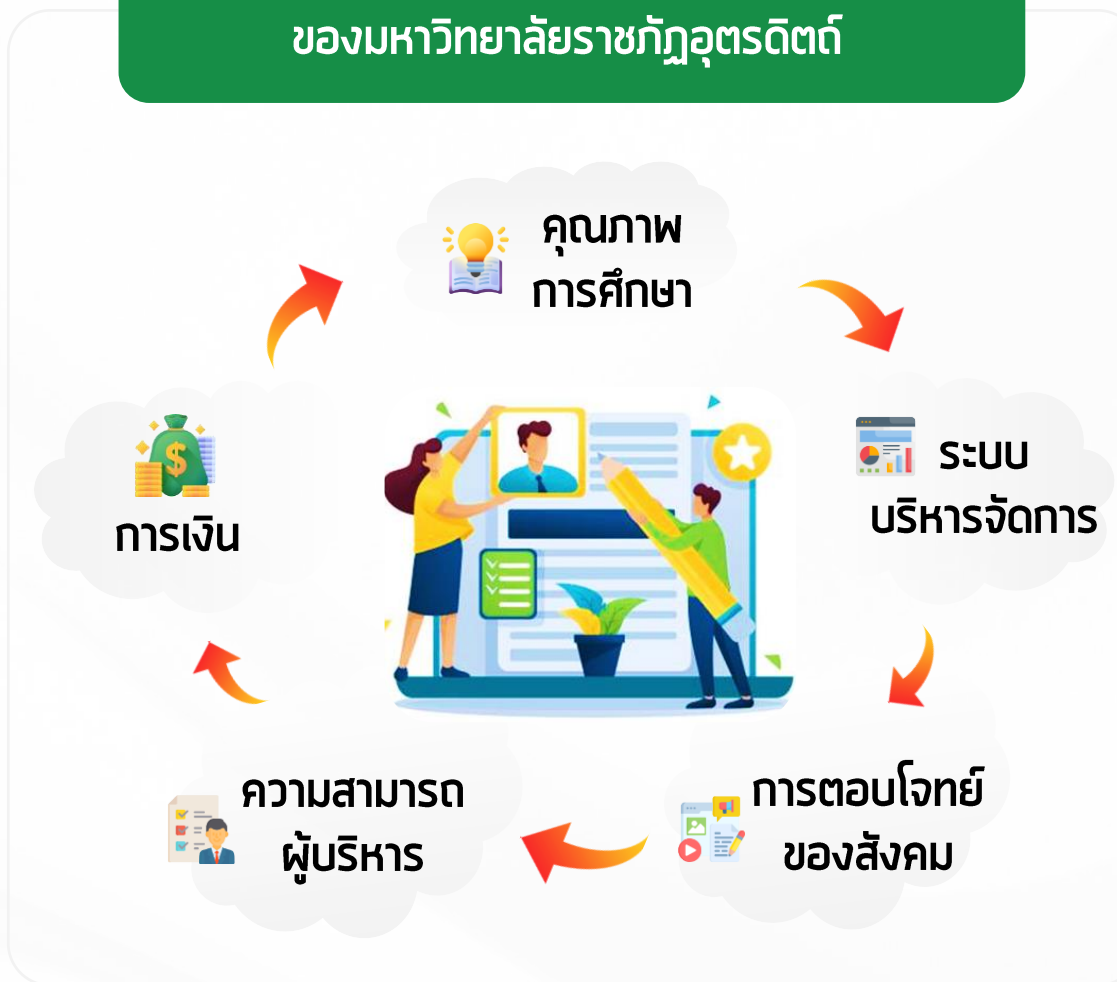 ของมหาวิทยาลัยราชภัฏอุตรดิตถ์
คุณภาพ
การศึกษา
ระบบ
บริหารจัดการ
การตอบโจทย์
ของสังคม
ความสามารถ
ผู้บริหาร
การเงิน